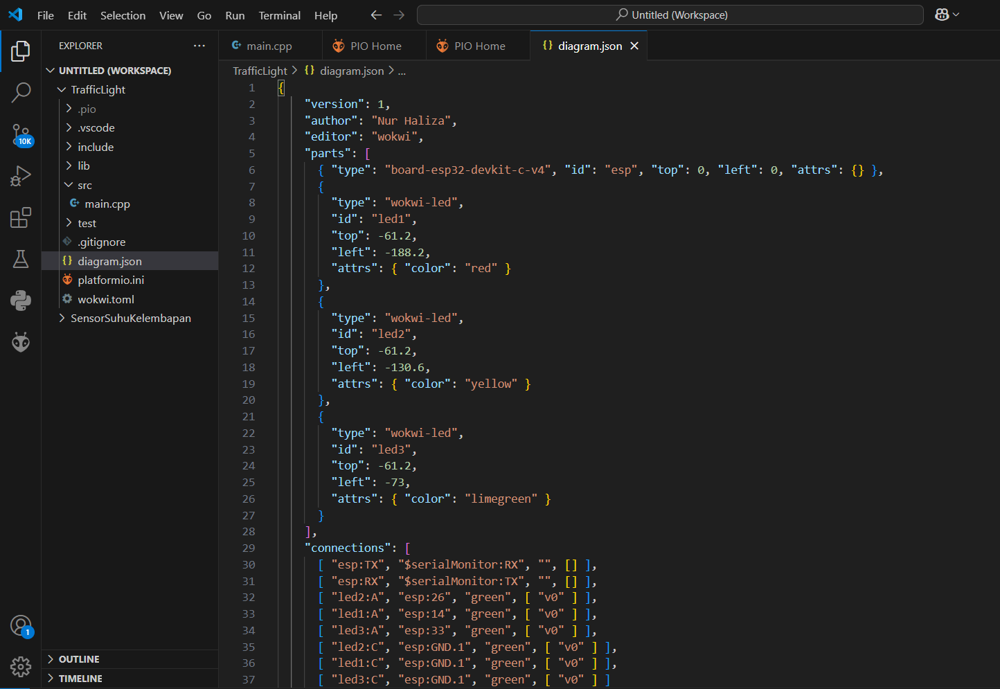 File Edit Selection View Go Run Terminal Help Untitled (Workspace)
EXPLORER
main.cpp
PIO Home
PIO Home
{} diagram.json
UNTITLED (WORKSPACE)
TrafficLight
.pio
.vscode
include
lib
src
main.cpp
test
.gitignore
{} diagram.json
platformio.ini
wokwi.toml
SensorSuhuKelembapan
OUTLINE
TIMELINE
10K
1
TrafficLight > {} diagram.json > ...
1 {
2 "version": 1,
3 "author": "Nur Haliza",
4 "editor": "wokwi",
5 "parts": [
6 { "type": "board-esp32-devkit-c-v4", "id": "esp", "top": 0, "left": 0, "attrs": {} },
7 {
8 "type": "wokwi-led",
9 "id": "led1",
10 "top": -61.2,
11 "left": -188.2,
12 "attrs": { "color": "red" }
13 },
14 {
15 "type": "wokwi-led",
16 "id": "led2",
17 "top": -61.2,
18 "left": -130.6,
19 "attrs": { "color": "yellow" }
20 },
21 {
22 "type": "wokwi-led",
23 "id": "led3",
24 "top": -61.2,
25 "left": -73,
26 "attrs": { "color": "limegreen" }
27 }
28 ],
29 "connections": [
30 [ "esp:TX", "$serialMonitor:RX", "", [] ],
31 [ "esp:RX", "$serialMonitor:TX", "", [] ],
32 [ "led2:A", "esp:26", "green", [ "v0" ] ],
33 [ "led1:A", "esp:14", "green", [ "v0" ] ],
34 [ "led3:A", "esp:33", "green", [ "v0" ] ],
35 [ "led2:C", "esp:GND.1", "green", [ "v0" ] ],
36 [ "led1:C", "esp:GND.1", "green", [ "v0" ] ],
37 [ "led3:C", "esp:GND.1", "green", [ "v0" ] ]